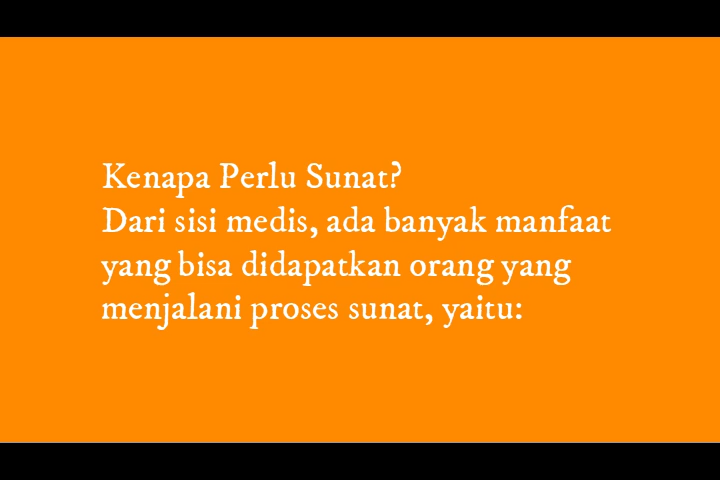 Kenapa Perlu Sunat?
Dari sisi medis, ada banyak manfaat
yang bisa didapatkan orang yang
menjalani proses sunat, yaitu: